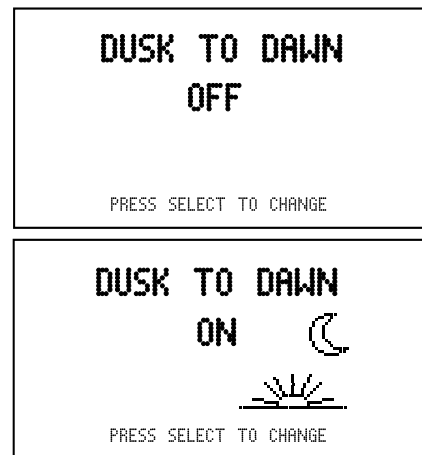 DUSK TO DAWN
OFF
PRESS SELECT TO CHANGE
DUSK TO DAWN
ON
PRESS SELECT TO CHANGE